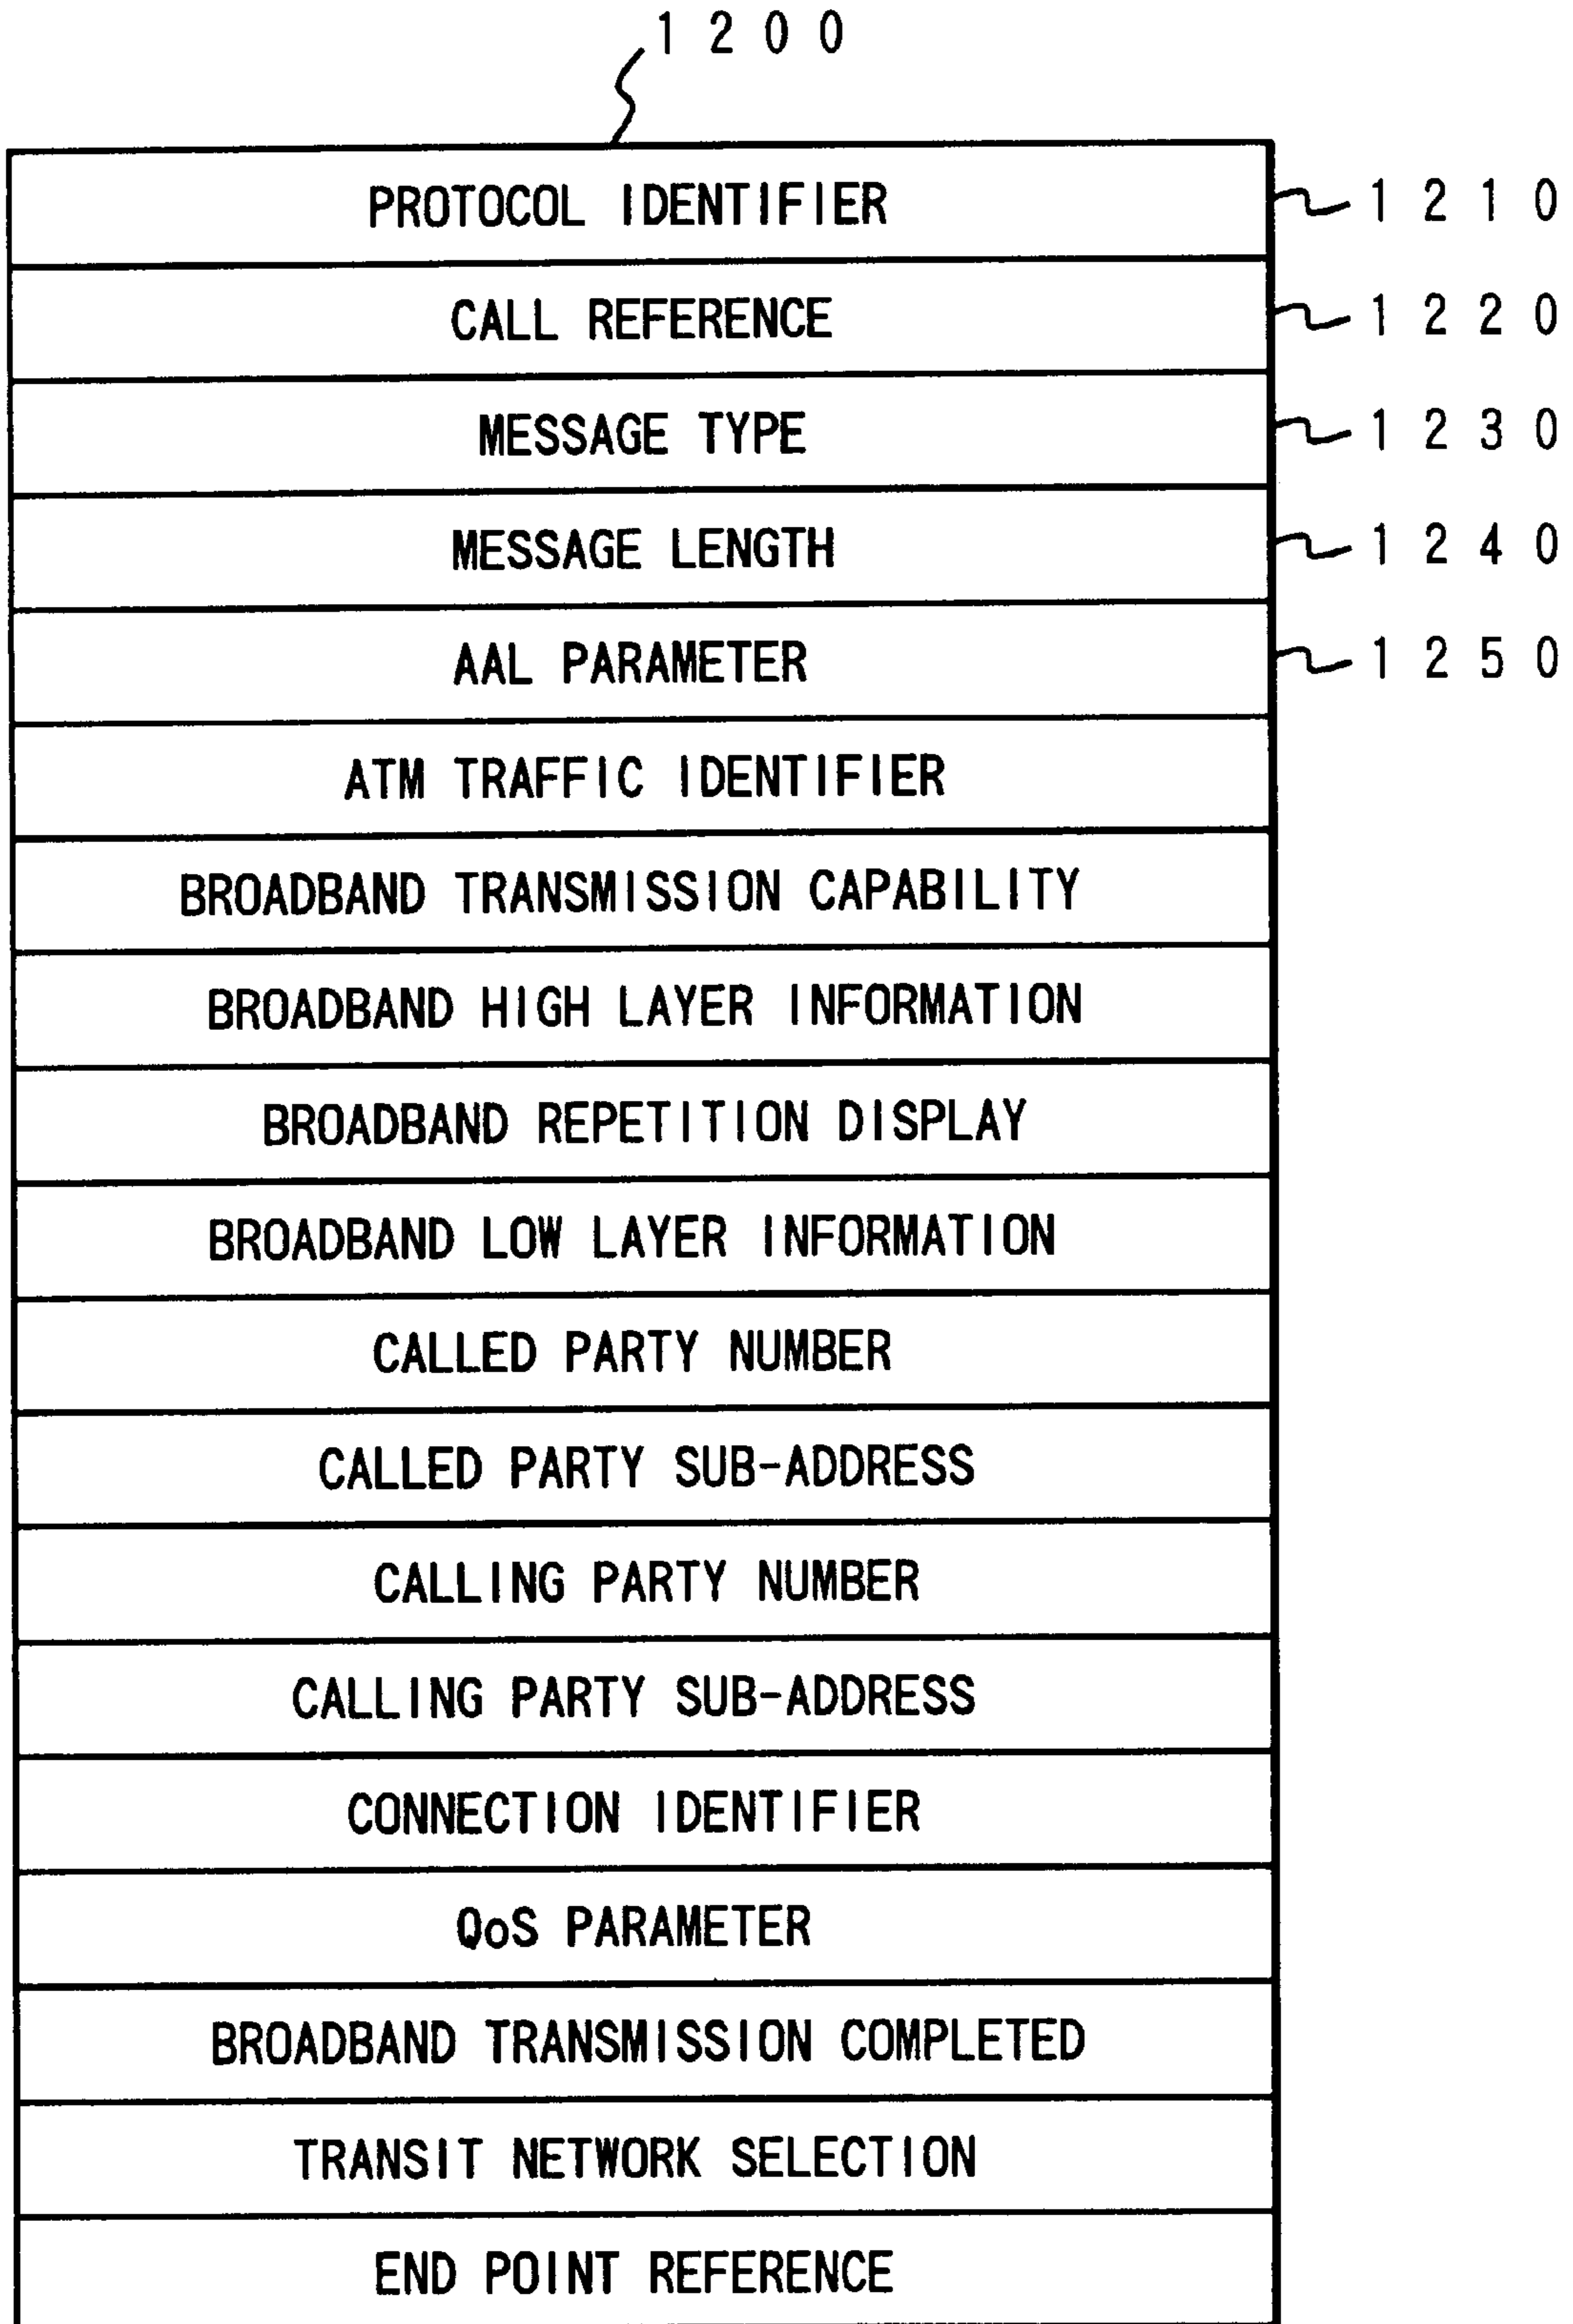 1200
PROTOCOL IDENTIFIER 1210
CALL REFERENCE 1220
MESSAGE TYPE 1230
MESSAGE LENGTH 1240
AAL PARAMETER 1250
ATM TRAFFIC IDENTIFIER
BROADBAND TRANSMISSION CAPABILITY
BROADBAND HIGH LAYER INFORMATION
BROADBAND REPETITION DISPLAY
BROADBAND LOW LAYER INFORMATION
CALLED PARTY NUMBER
CALLED PARTY SUB-ADDRESS
CALLING PARTY NUMBER
CALLING PARTY SUB-ADDRESS
CONNECTION IDENTIFIER
QoS PARAMETER
BROADBAND TRANSMISSION COMPLETED
TRANSIT NETWORK SELECTION
END POINT REFERENCE